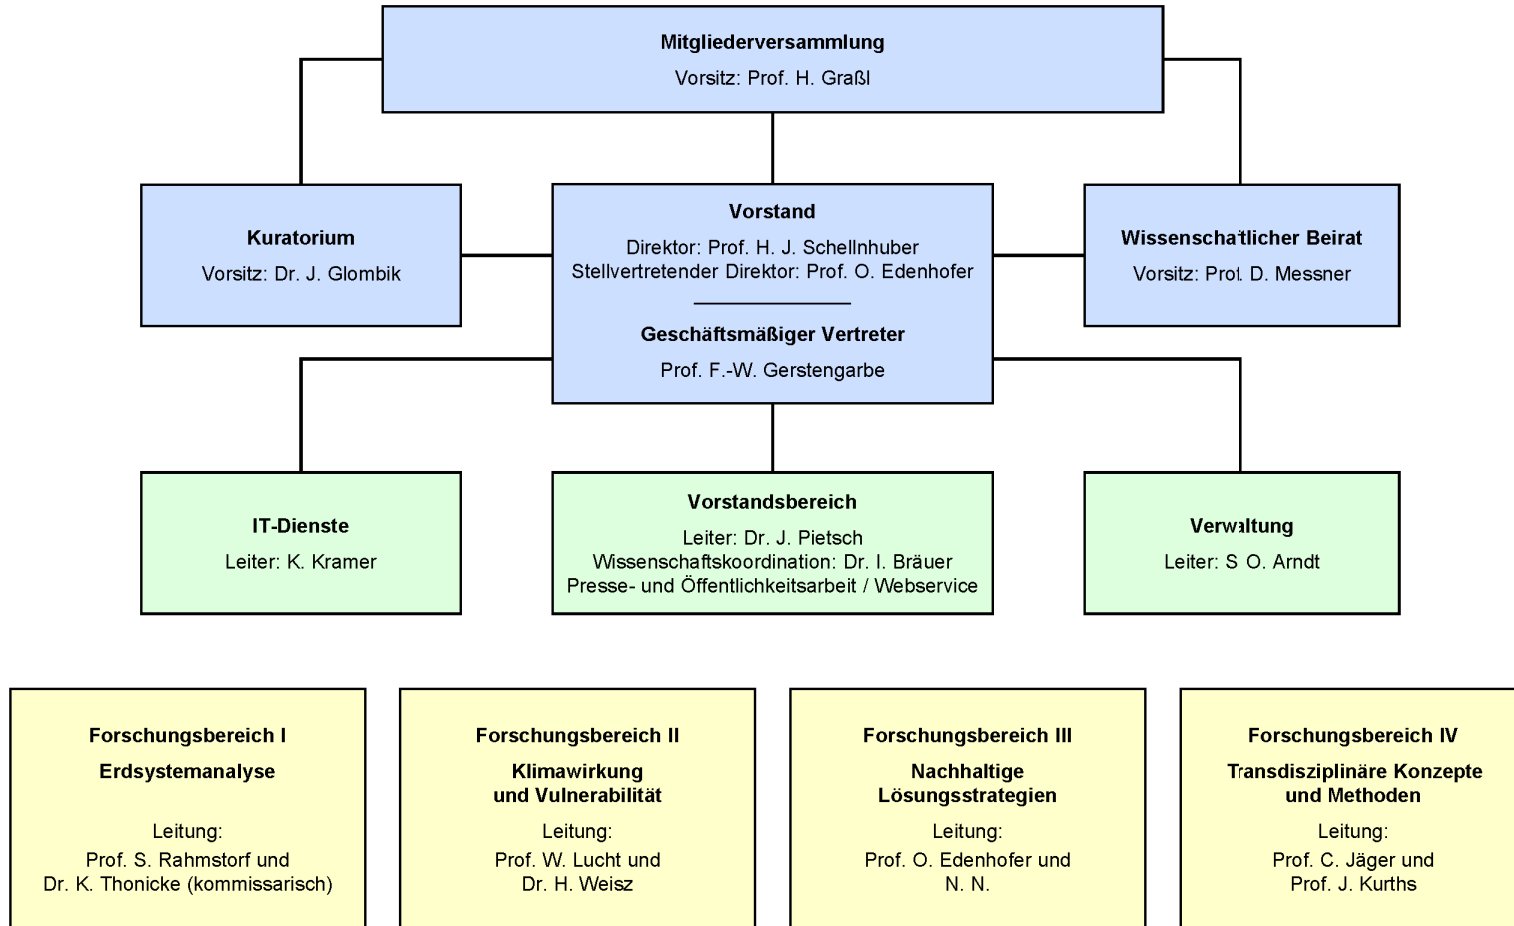 Mitgliederversammlung
Vorsitz: Prof. H. Graßl
Kuratorium
Vorsitz: Dr. J. Glombik
Vorstand
Direktor: Prof. H. J. Schellnhuber
Stellvertretender Direktor: Prof. O. Edenhofer
Geschäftsmäßiger Vertreter
Prof. F.-W. Gerstengarbe
Wissenschaftlicher Beirat
Vorsitz: Prof. D. Messner
IT-Dienste
Leiter: K. Kramer
Vorstandsbereich
Leiter: Dr. J. Pietsch
Wissenschaftskoordination: Dr. I. Bräuer
Presse- und Öffentlichkeitsarbeit / Webservice
Verwaltung
Leiter: S. O. Arndt
Forschungsbereich I
Erdsystemanalyse
Leitung:
Prof. S. Rahmstorf und
Dr. K. Thonicke (kommissarisch)
Forschungsbereich II
Klimawirkung
und Vulnerabilität
Leitung:
Prof. W. Lucht und
Dr. H. Weisz
Forschungsbereich III
Nachhaltige
Lösungsstrategien
Leitung:
Prof. O. Edenhofer und
N. N.
Forschungsbereich IV
Transdisziplinäre Konzepte
und Methoden
Leitung:
Prof. C. Jäger und
Prof. J. Kurths